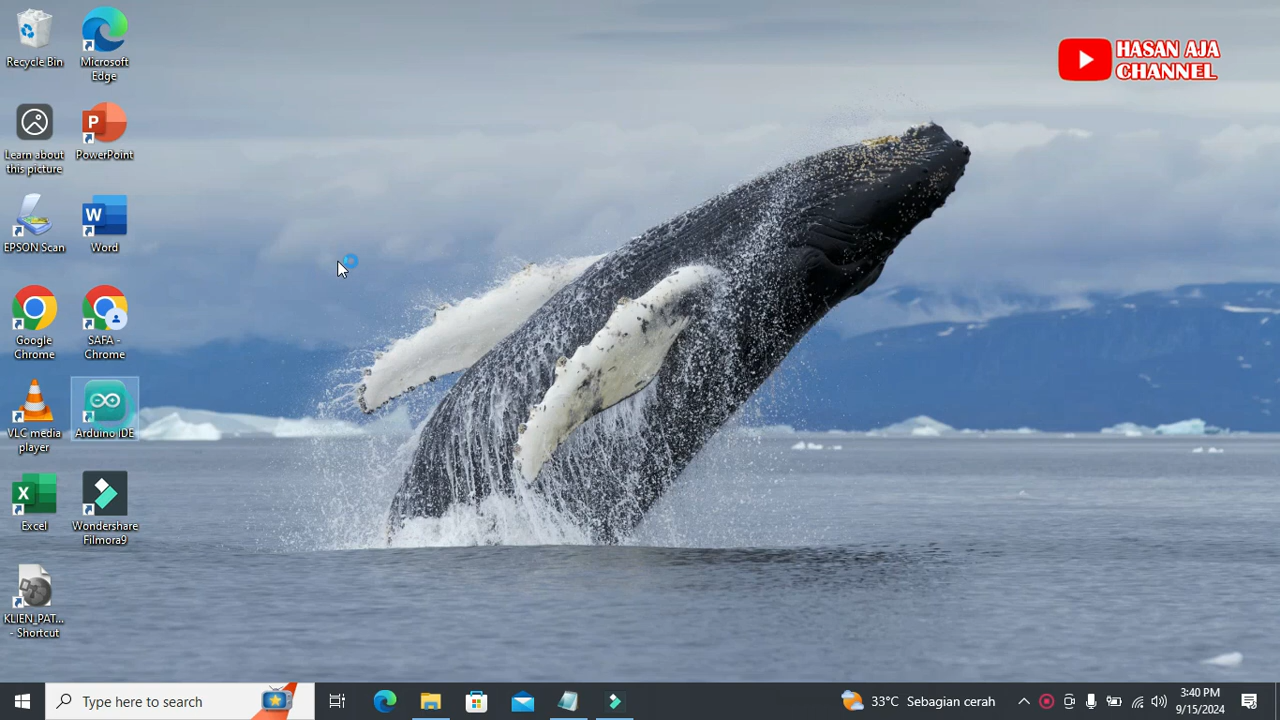 HASAN AJA
CHANNEL
Recycle Bin
Microsoft
Edge
Learn about
this picture
PowerPoint
EPSON Scan
Word
Google
Chrome
SAFA -
Chrome
VLC media
player
Arduino IDE
Excel
Wondershare
Filmora9
KLIEN_PAT...
- Shortcut
Type here to search
33°C Sebagian cerah
3:40 PM
9/15/2024